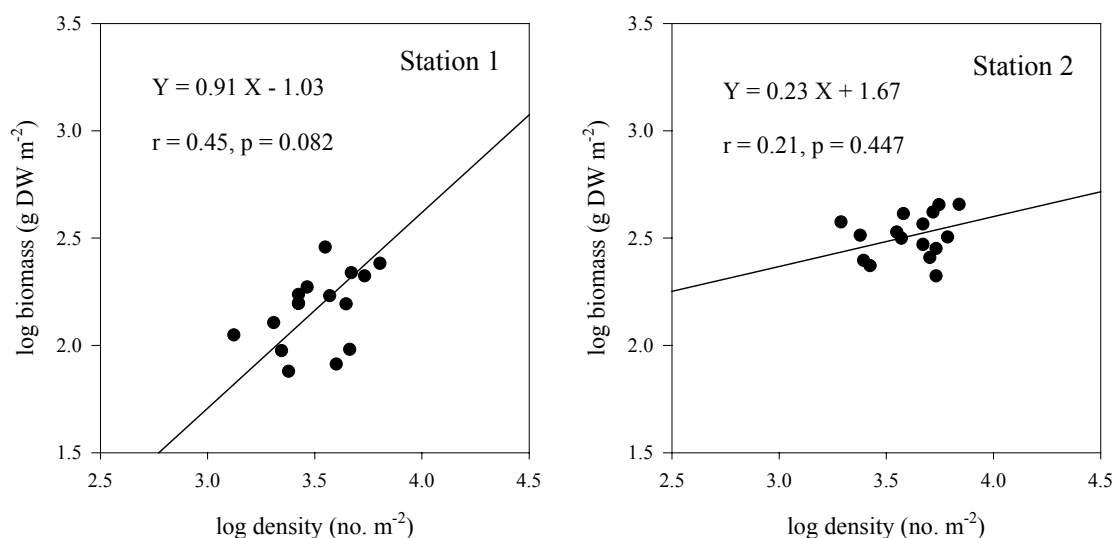 Station 1
Y = 0.91 X - 1.03
r = 0.45, p = 0.082
log biomass (g DW m⁻²)
3.5
3.0
2.5
2.0
1.5
2.5 3.0 3.5 4.0 4.5
log density (no. m⁻²)
Station 2
Y = 0.23 X + 1.67
r = 0.21, p = 0.447
log biomass (g DW m⁻²)
3.5
3.0
2.5
2.0
1.5
2.5 3.0 3.5 4.0 4.5
log density (no. m⁻²)